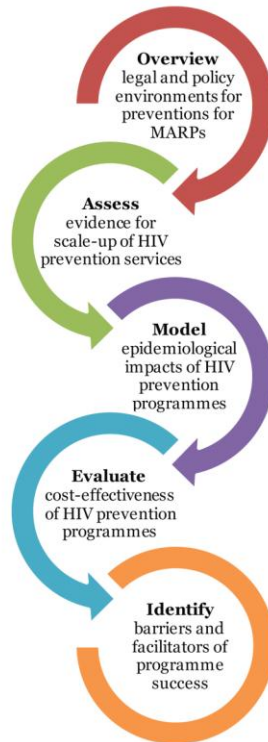 Overview
legal and policy
environments for
preventions for
MARPs
Assess
evidence for
scale-up of HIV
prevention services
Model
epidemiological
impacts of HIV
prevention
programmes
Evaluate
cost-effectiveness
of HIV prevention
programmes
Identify
barriers and
facilitators of
programme
success